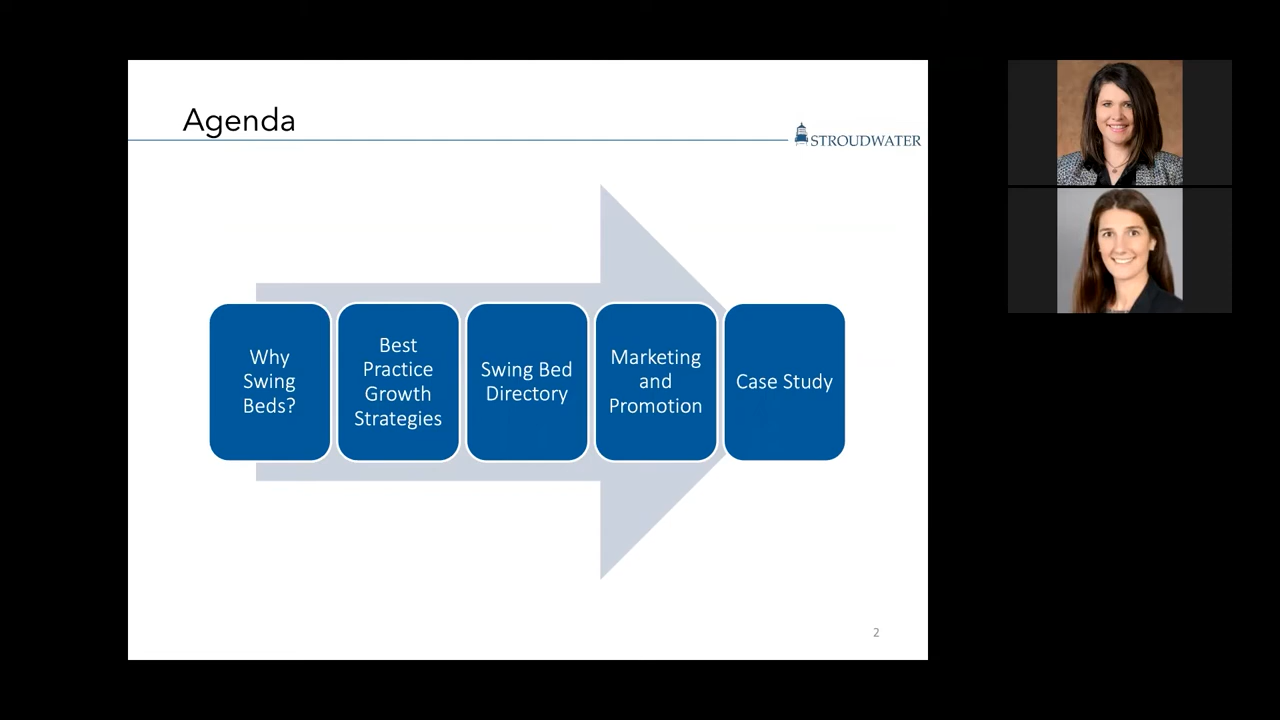 Agenda
STROUDWATER
Why
Swing
Beds?
Best
Practice
Growth
Strategies
Swing Bed
Directory
Marketing
and
Promotion
Case Study
2